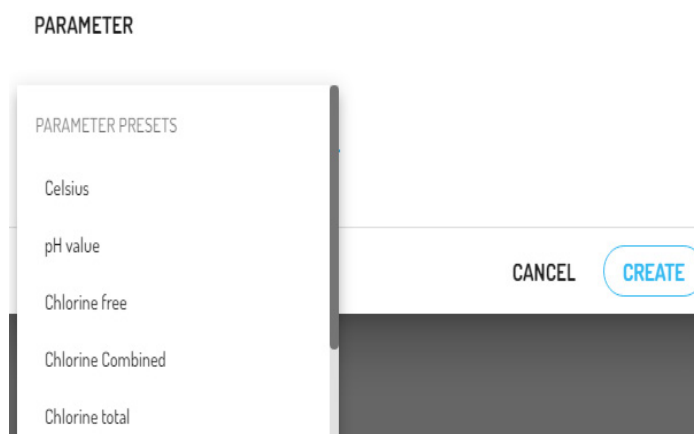 PARAMETER
PARAMETER PRESETS
Celsius
pH value
Chlorine free
CANCEL
CREATE
Chlorine Combined
Chlorine total